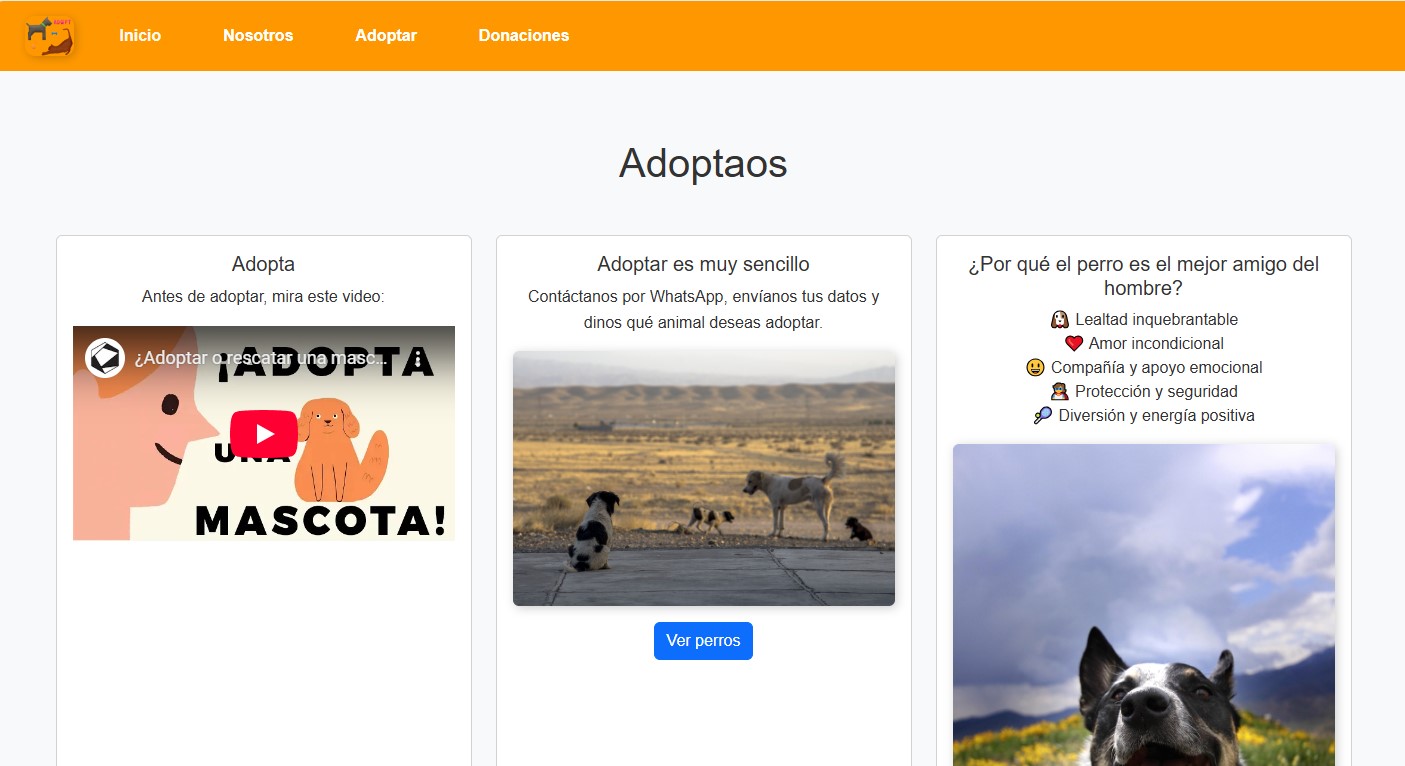 Inicio
Nosotros
Adoptar
Donaciones
Adoptaos
Adopta
Antes de adoptar, mira este video:
¿Adoptar o rescatar una masc...
¡ADOPTA
UNA
MASCOTA!
Adoptar es muy sencillo
Contáctanos por WhatsApp, envíanos tus datos y
dinos qué animal deseas adoptar.
Ver perros
¿Por qué el perro es el mejor amigo del
hombre?
Lealtad inquebrantable
Amor incondicional
Compañía y apoyo emocional
Protección y seguridad
Diversión y energía positiva